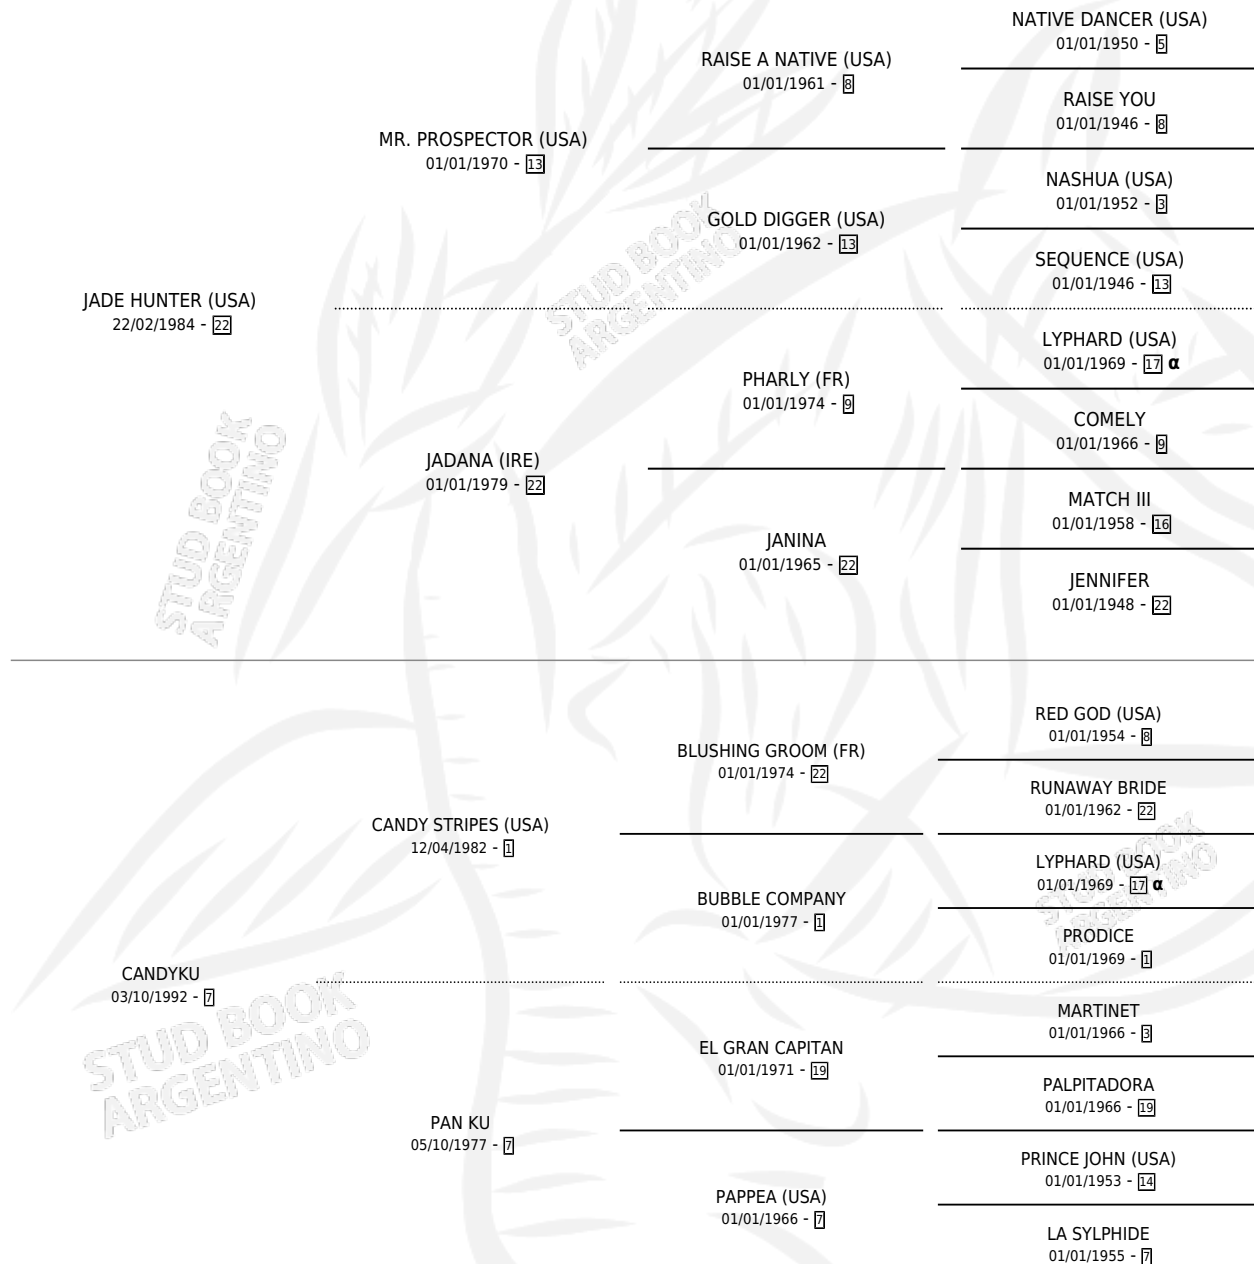 NATIVE DANCER (USA)
01/01/1950 - 5
RAISE A NATIVE (USA)
01/01/1961 - 8
RAISE YOU
01/01/1946 - 8
MR. PROSPECTOR (USA)
01/01/1970 - 13
NASHUA (USA)
01/01/1952 - 3
GOLD DIGGER (USA)
01/01/1962 - 13
SEQUENCE (USA)
01/01/1946 - 13
JADE HUNTER (USA)
22/02/1984 - 22
LYPHARD (USA)
01/01/1969 - 17 α
PHARLY (FR)
01/01/1974 - 9
COMELY
01/01/1966 - 9
JADANA (IRE)
01/01/1979 - 22
MATCH III
01/01/1958 - 16
JANINA
01/01/1965 - 22
JENNIFER
01/01/1948 - 22
RED GOD (USA)
01/01/1954 - 8
BLUSHING GROOM (FR)
01/01/1974 - 22
RUNAWAY BRIDE
01/01/1962 - 22
CANDY STRIPES (USA)
12/04/1982 - 1
LYPHARD (USA)
01/01/1969 - 17 α
BUBBLE COMPANY
01/01/1977 - 1
PRODICE
01/01/1969 - 1
CANDYKU
03/10/1992 - 7
MARTINET
01/01/1966 - 3
EL GRAN CAPITAN
01/01/1971 - 19
PALPITADORA
01/01/1966 - 19
PAN KU
05/10/1977 - 7
PRINCE JOHN (USA)
01/01/1953 - 14
PAPPEA (USA)
01/01/1966 - 7
LA SYLPHIDE
01/01/1955 - 7
STUD BOOK
ARGENTINO
STUD BOOK
ARGENTINO
STUD BOOK
ARGENTINO
STUD BOOK
ARGENTINO